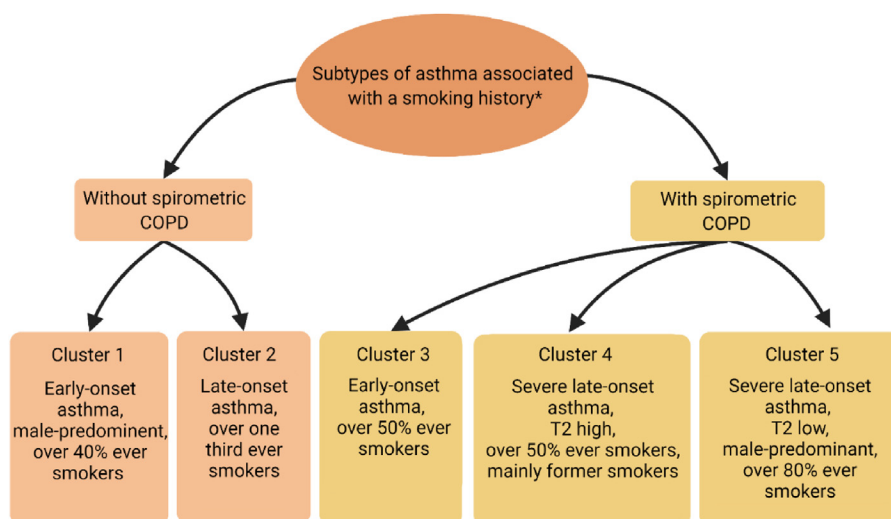 Subtypes of asthma associated
with a smoking history*
Without spirometric
COPD
With spirometric
COPD
Cluster 1
Early-onset
asthma,
male-predominent,
over 40% ever
smokers
Cluster 2
Late-onset
asthma,
over one
third ever
smokers
Cluster 3
Early-onset
asthma,
over 50% ever
smokers
Cluster 4
Severe late-onset
asthma,
T2 high,
over 50% ever smokers,
mainly former smokers
Cluster 5
Severe late-onset
asthma,
T2 low,
male-predominant,
over 80% ever
smokers